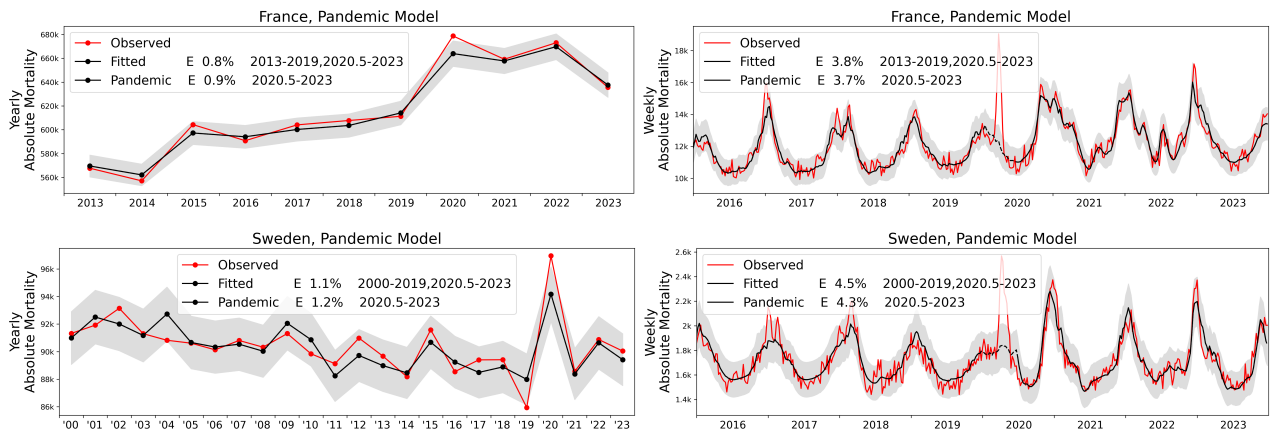 France, Pandemic Model
Yearly
Absolute Mortality
680k
660k
640k
620k
600k
580k
560k
Observed
Fitted E 0.8% 2013-2019,2020.5-2023
Pandemic E 0.9% 2020.5-2023
2013 2014 2015 2016 2017 2018 2019 2020 2021 2022 2023
France, Pandemic Model
Weekly
Absolute Mortality
18k
16k
14k
12k
10k
Observed
Fitted E 3.8% 2013-2019,2020.5-2023
Pandemic E 3.7% 2020.5-2023
2016 2017 2018 2019 2020 2021 2022 2023
Sweden, Pandemic Model
Yearly
Absolute Mortality
96k
94k
92k
90k
88k
86k
Observed
Fitted E 1.1% 2000-2019,2020.5-2023
Pandemic E 1.2% 2020.5-2023
'00 '01 '02 '03 '04 '05 '06 '07 '08 '09 '10 '11 '12 '13 '14 '15 '16 '17 '18 '19 '20 '21 '22 '23
Sweden, Pandemic Model
Weekly
Absolute Mortality
2.6k
2.4k
2.2k
2k
1.8k
1.6k
1.4k
Observed
Fitted E 4.5% 2000-2019,2020.5-2023
Pandemic E 4.3% 2020.5-2023
2016 2017 2018 2019 2020 2021 2022 2023